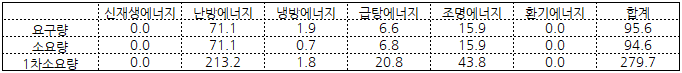 신재생에너지 난방에너지 냉방에너지 급탕에너지 조명에너지 환기에너지 합계
요구량 0.0 71.1 1.9 6.6 15.9 0.0 95.6
소요량 0.0 71.1 0.7 6.8 15.9 0.0 94.6
1차소요량 0.0 213.2 1.8 20.8 43.8 0.0 279.7